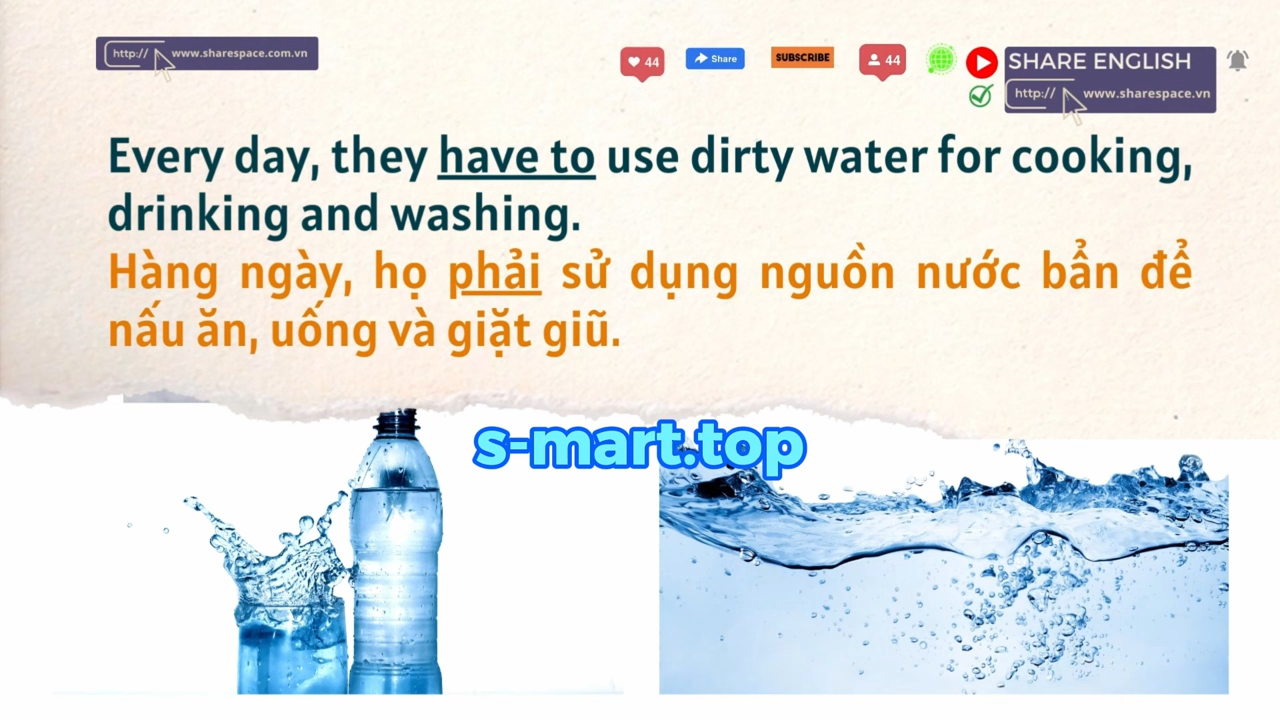 http:// www.sharespace.com.vn
44
Share
SUBSCRIBE
44
SHARE ENGLISH
http:// www.sharespace.vn
Every day, they have to use dirty water for cooking,
drinking and washing.
Hàng ngày, họ phải sử dụng nguồn nước bẩn để
nấu ăn, uống và giặt giũ.
s-mart.top